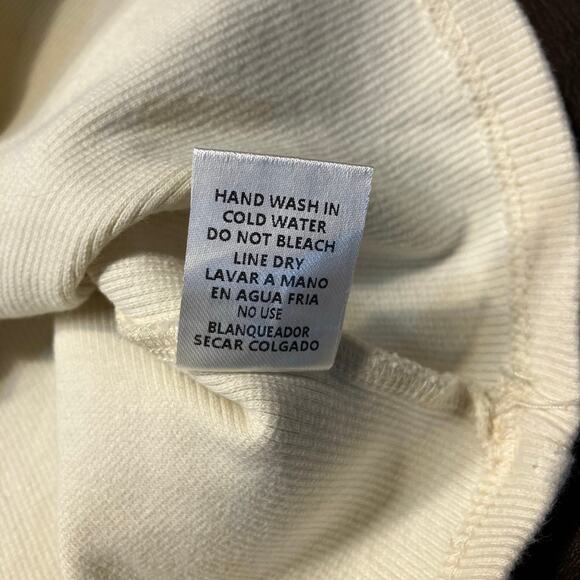 HAND WASH IN
COLD WATER
DO NOT BLEACH
LINE DRY
LAVAR A MANO
EN AGUA FRIA
NO USE
BLANQUEADOR
SECAR COLGADO